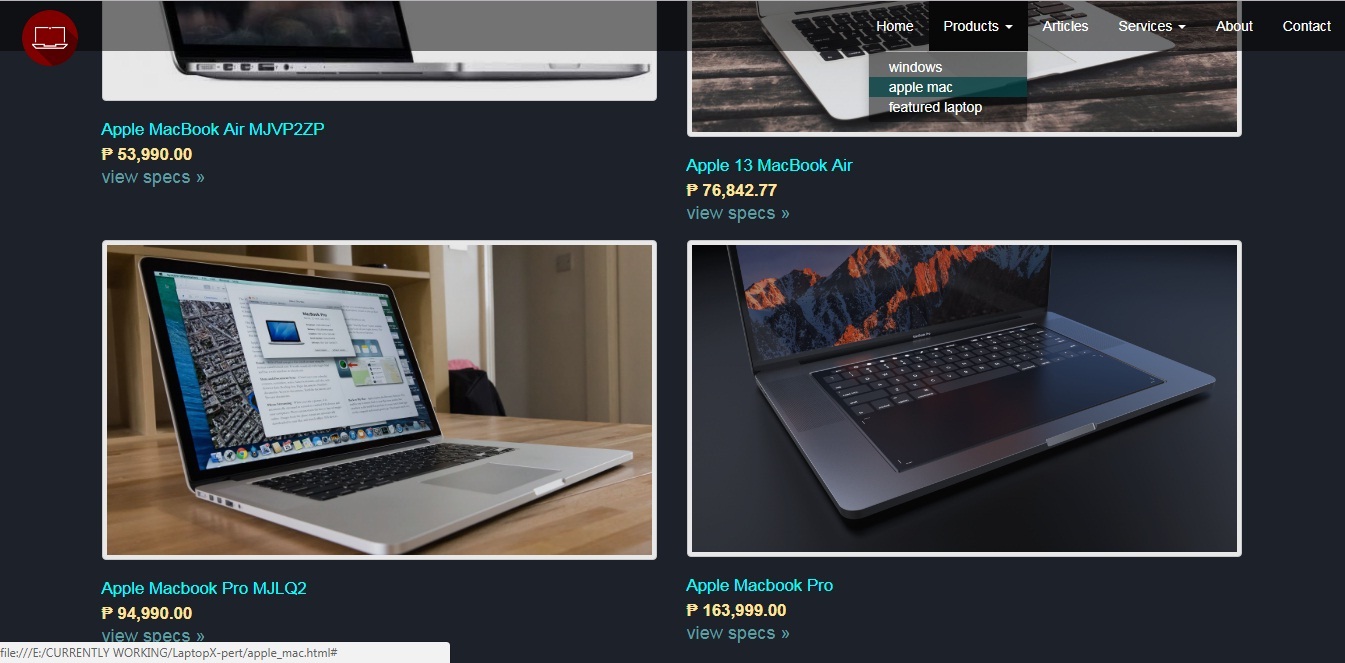 Home Products Articles Services About Contact
windows
apple mac
featured laptop
Apple MacBook Air MJVP2ZP
₱ 53,990.00
view specs »
Apple 13 MacBook Air
₱ 76,842.77
view specs »
MacBook Pro
Apple Macbook Pro MJLQ2
₱ 94,990.00
view specs »
Apple Macbook Pro
₱ 163,999.00
view specs »
file:///E:/CURRENTLY WORKING/LaptopX-pert/apple_mac.html#